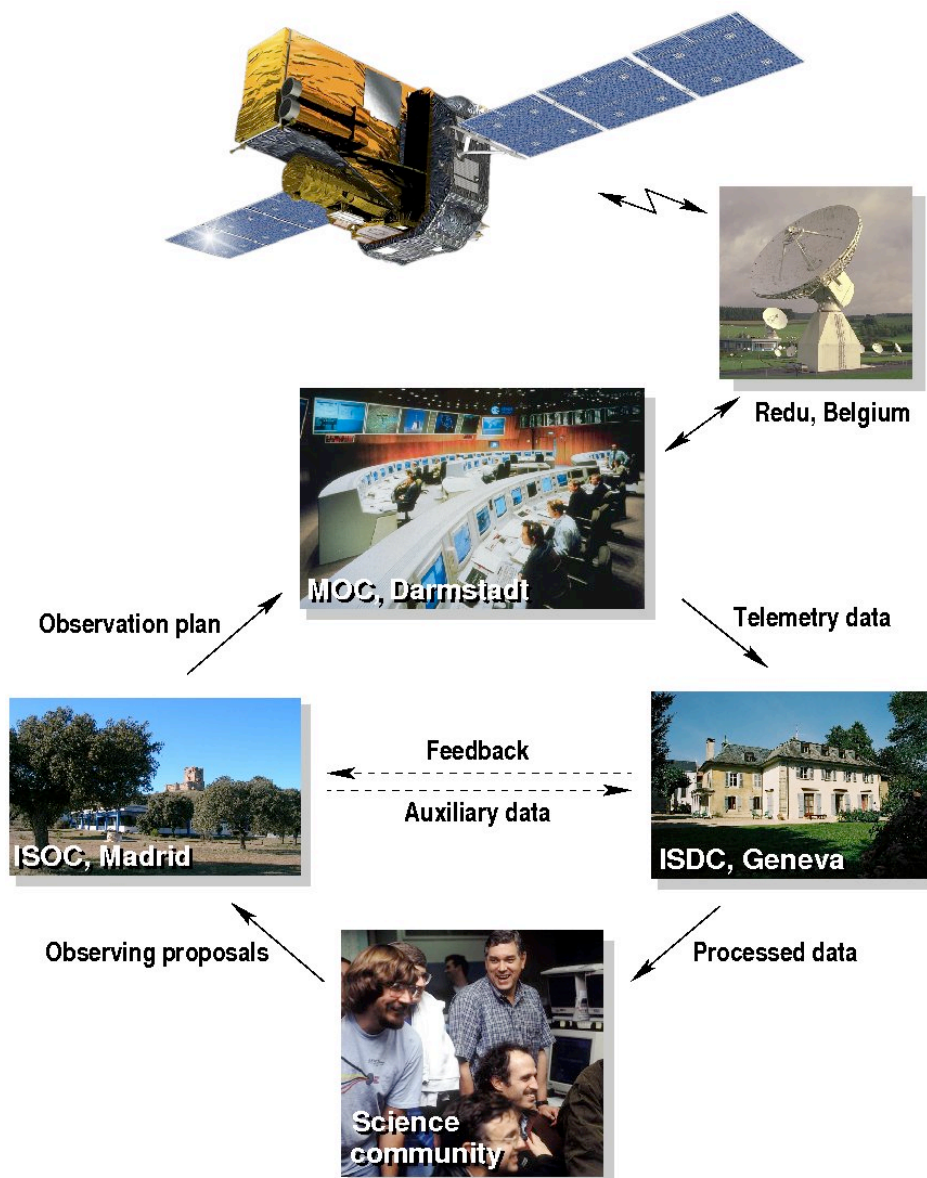 Redu, Belgium
MOC, Darmstadt
Observation plan
Telemetry data
Feedback
Auxiliary data
ISOC, Madrid
ISDC, Geneva
Observing proposals
Processed data
Science
community